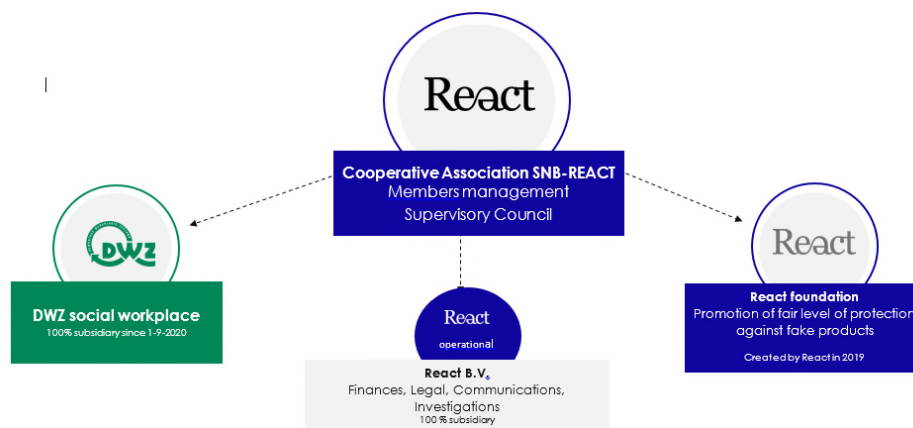 React
Cooperative Association SNB-REACT
Members management
Supervisory Council
DWZ
DWZ social workplace
100% subsidiary since 1-9-2020
React
operational
React B.V.
Finances, Legal, Communications,
Investigations
100 % subsidiary
React
React foundation
Promotion of fair level of protection
against fake products
Created by React in 2019